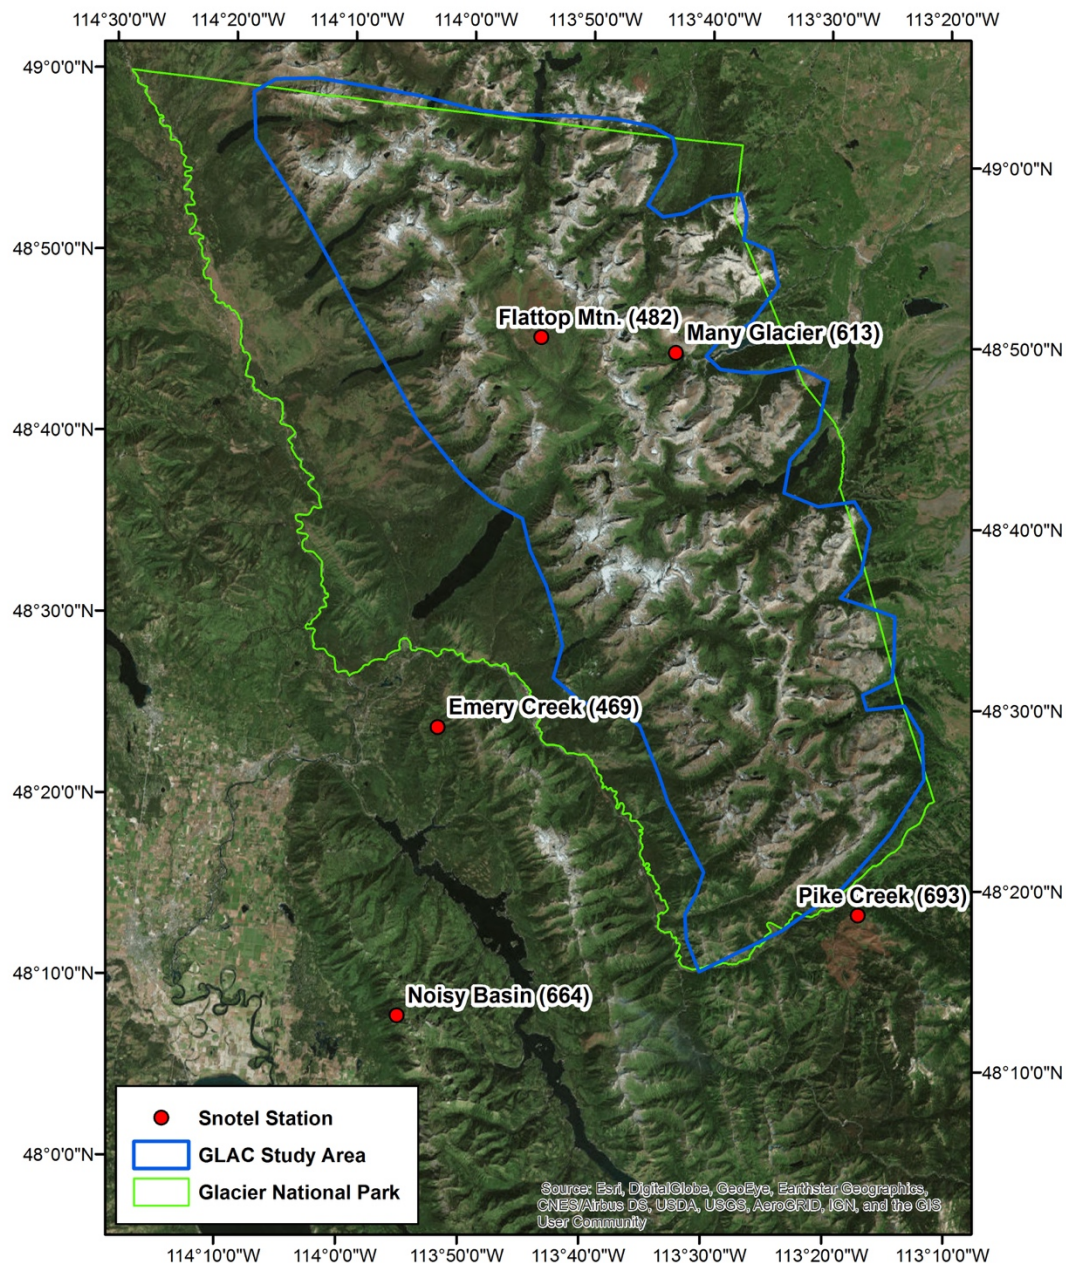 114°30'0"W 114°20'0"W 114°10'0"W 114°00'0"W 113°50'0"W 113°40'0"W 113°30'0"W 113°20'0"W
49°0'0"N
49°0'0"N
48°50'0"N
Flattop Mtn. (482)
Many Glacier (613)
48°50'0"N
48°40'0"N
48°40'0"N
48°30'0"N
Emery Creek (469)
48°30'0"N
48°20'0"N
48°20'0"N
Pike Creek (693)
48°10'0"N
Noisy Basin (664)
48°10'0"N
Snotel Station
48°0'0"N
GLAC Study Area
Glacier National Park
Source: Esri, DigitalGlobe, GeoEye, Earthstar Geographics,
CNES/Airbus DS, USDA, USGS, AeroGRID, IGN, and the GIS
User Community
114°10'0"W 114°0'0"W 113°50'0"W 113°40'0"W 113°30'0"W 113°20'0"W 113°10'0"W